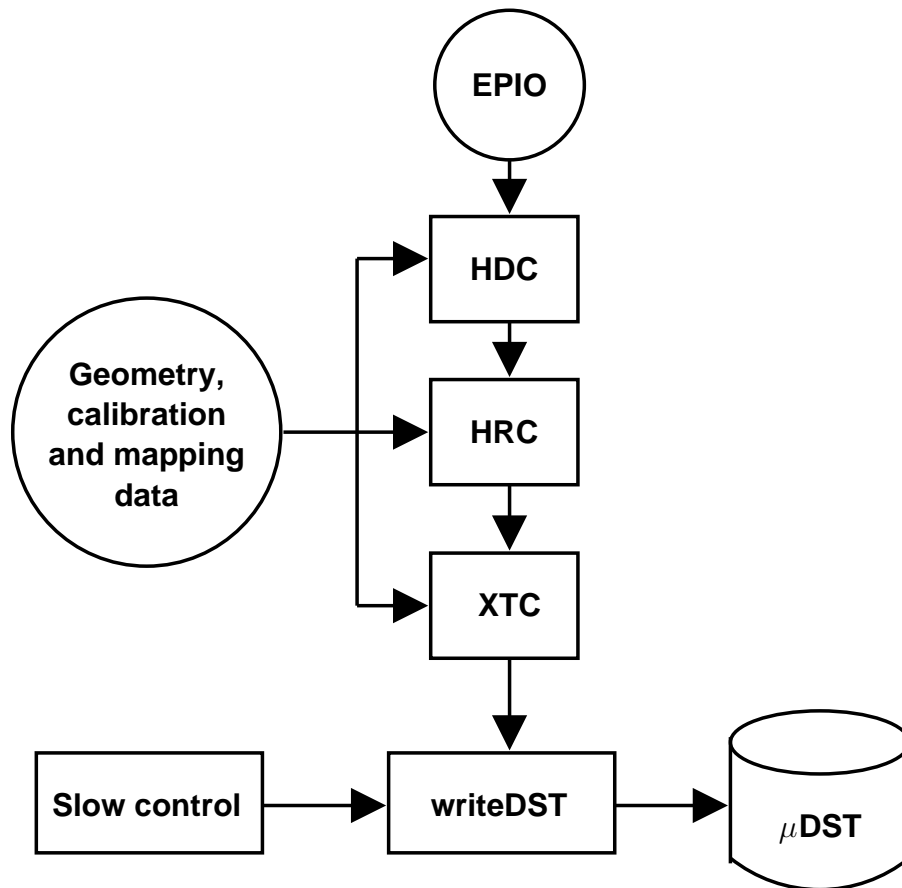 EPIO
HDC
Geometry,
calibration
and mapping
data
HRC
XTC
Slow control
writeDST
μDST